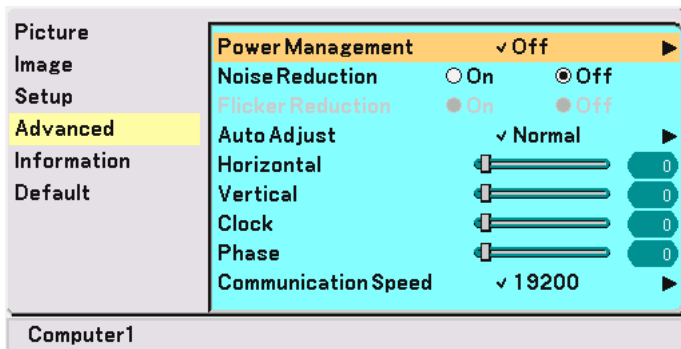 Picture
Image
Setup
Advanced
Information
Default
Power Management ✓ Off
Noise Reduction On Off
Flicker Reduction On Off
Auto Adjust ✓ Normal
Horizontal 0
Vertical 0
Clock 0
Phase 0
Communication Speed ✓ 19200
Computer1